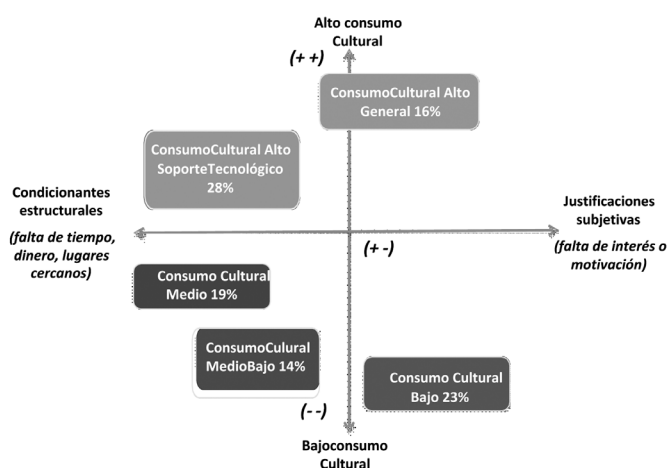 Alto consumo
Cultural
(+ +)
ConsumoCultural Alto
General 16%
ConsumoCultural Alto
SoporteTecnológico
28%
Condicionantes
estructurales
(falta de tiempo,
dinero, lugares
cercanos)
Justificaciones
subjetivas
(falta de interés o
motivación)
(+ -)
Consumo Cultural
Medio 19%
ConsumoCulural
MedioBajo 14%
Consumo Cultural
Bajo 23%
(- -)
Bajoconsumo
Cultural